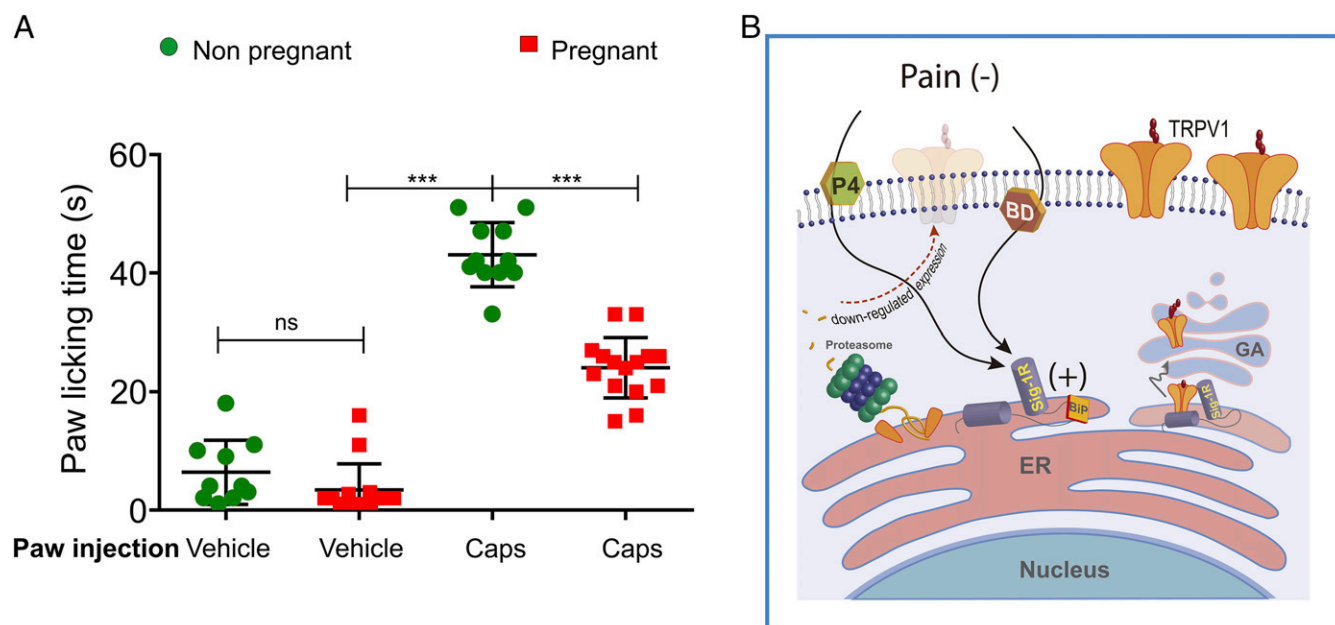 A
Non pregnant
Pregnant
Paw licking time (s)
60
40
20
0
ns
***
***
Paw injection Vehicle Vehicle Caps Caps
B
Pain (-)
TRPV1
P4
BD
down-regulated expression
Proteasome
Sig-1R
(+)
BiP
GA
Sig-1R
ER
Nucleus